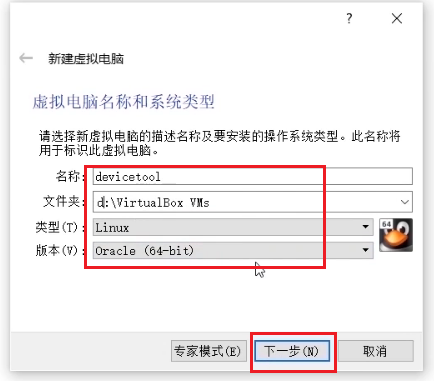 ?
新建虚拟电脑
虚拟电脑名称和系统类型
请选择新虚拟电脑的描述名称及要安装的操作系统类型。此名称将
用于标识此虚拟电脑。
名称: devicetool
文件夹: d:\VirtualBox VMs
类型(T): Linux
64
版本(V): Oracle (64-bit)
专家模式(E) 下一步(N) 取消